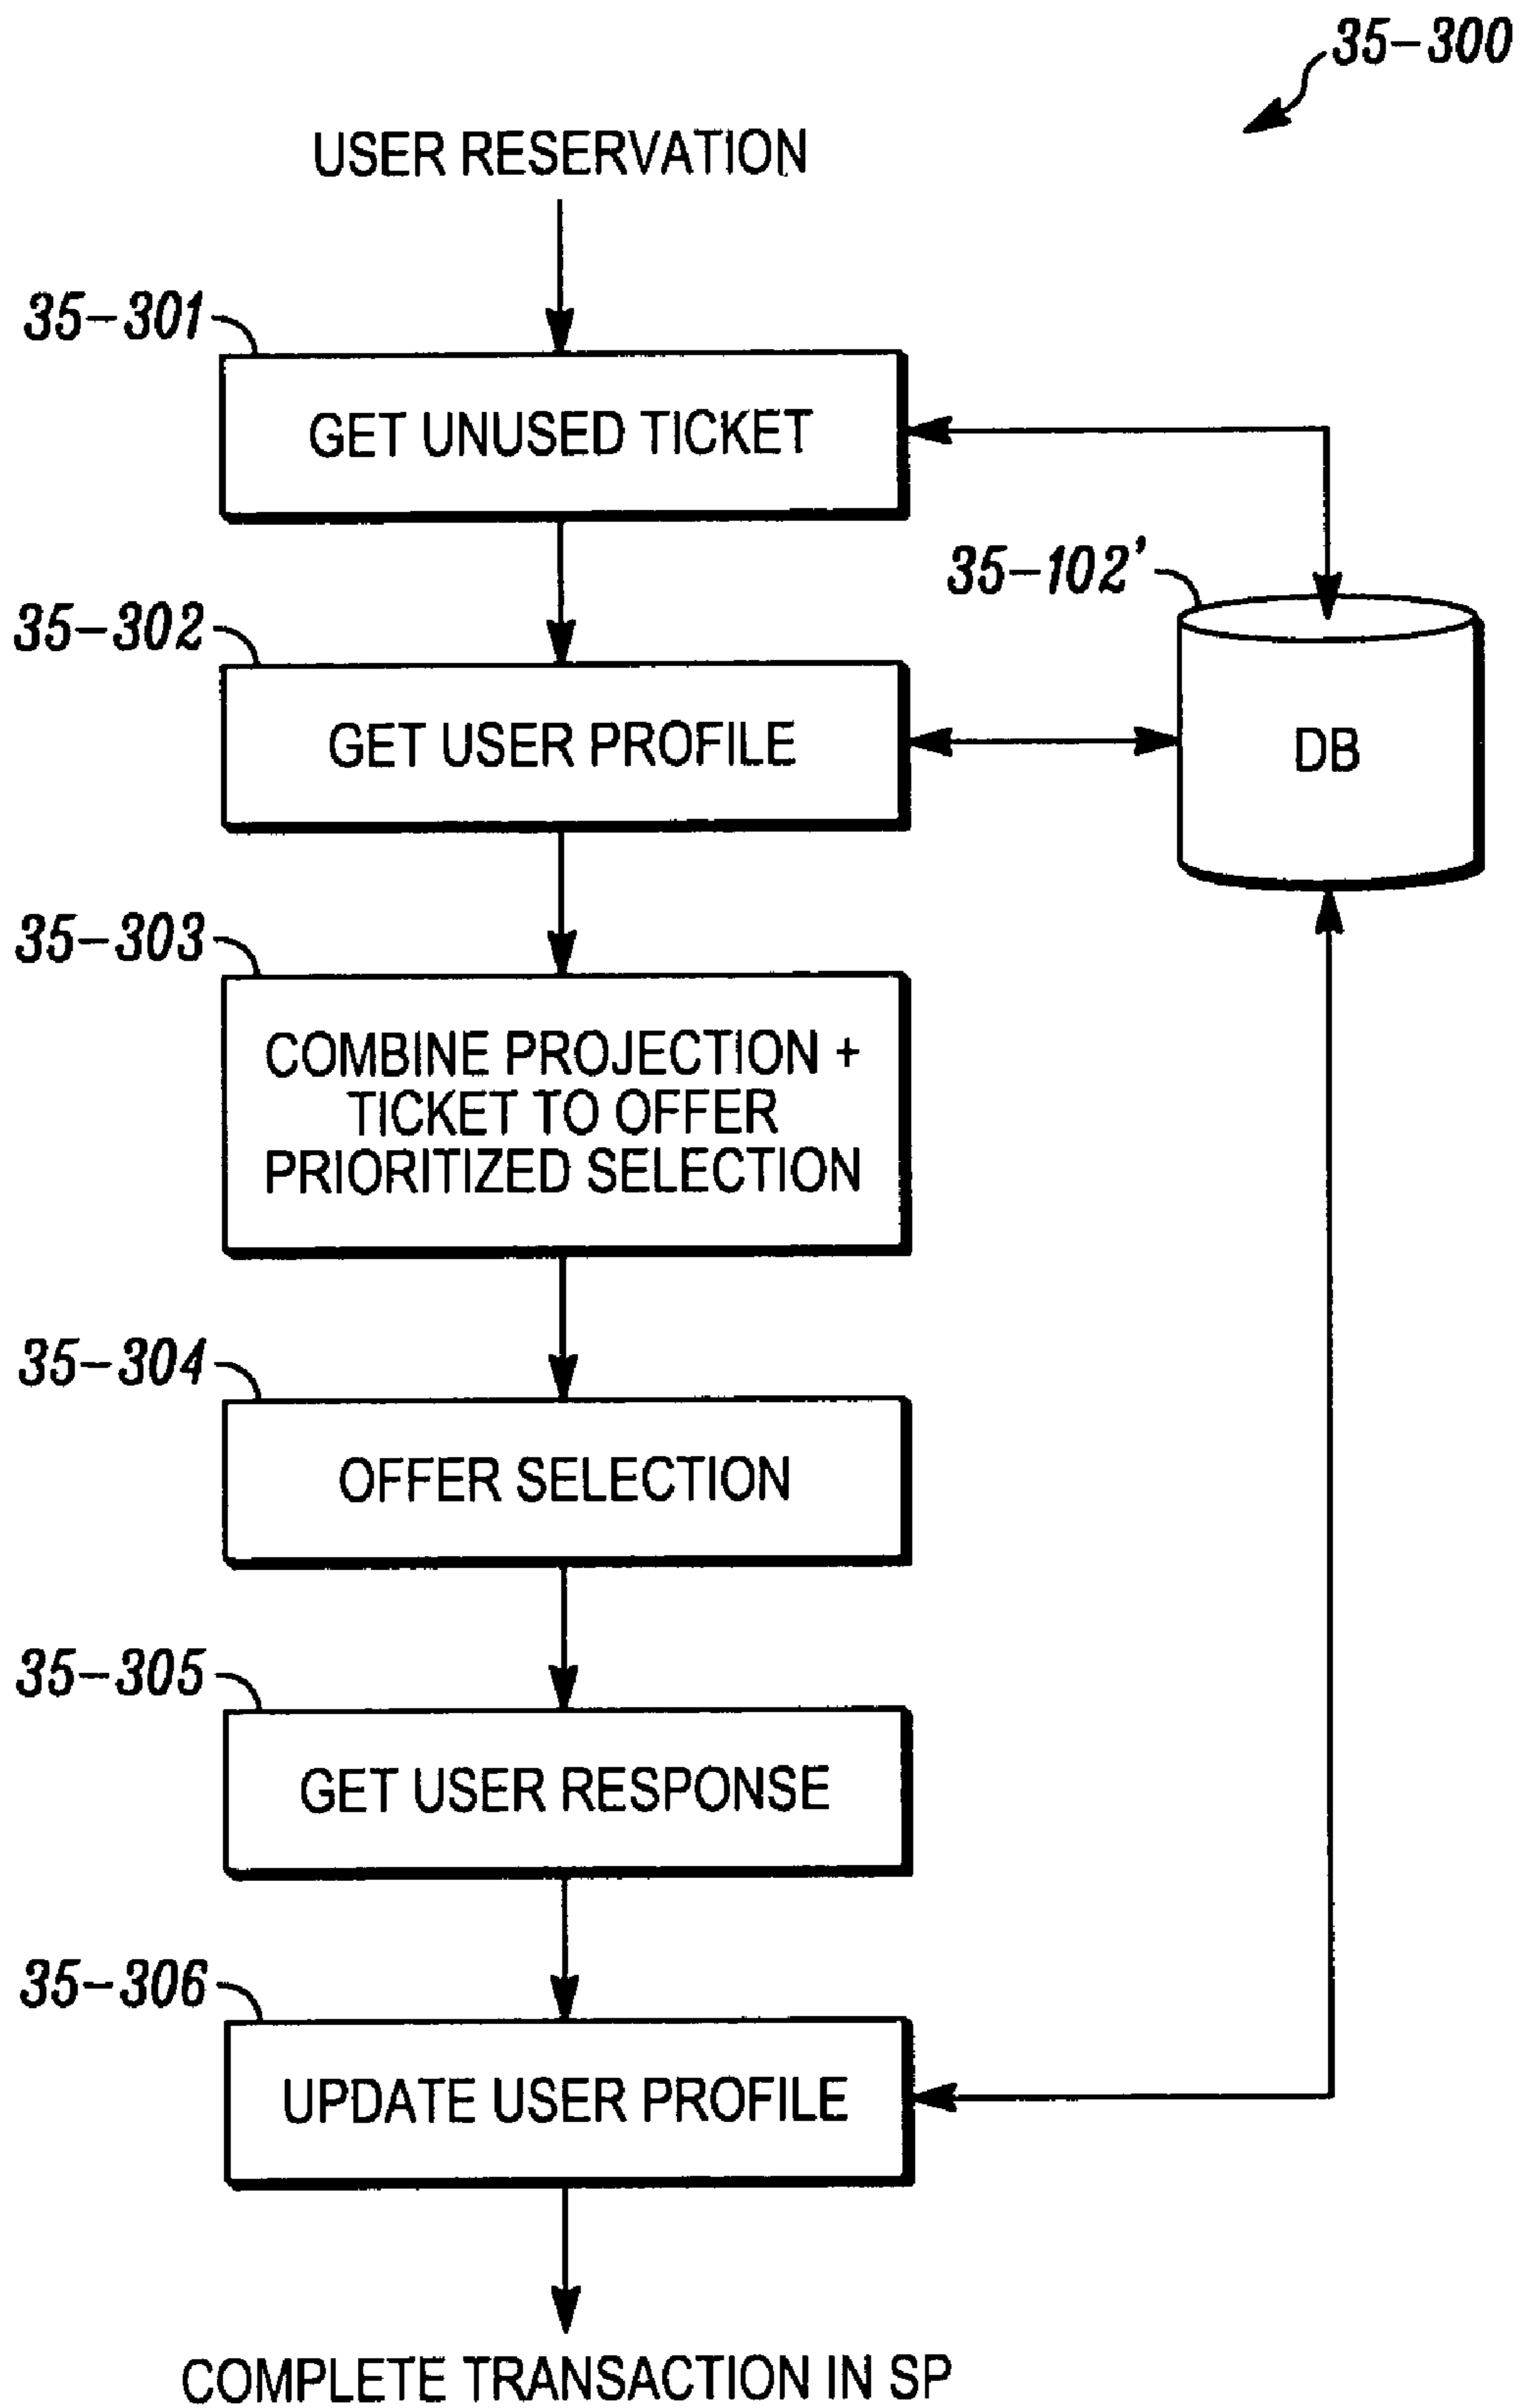 35-300
USER RESERVATION
35-301
GET UNUSED TICKET
35-102'
35-302
GET USER PROFILE
DB
35-303
COMBINE PROJECTION +
TICKET TO OFFER
PRIORITIZED SELECTION
35-304
OFFER SELECTION
35-305
GET USER RESPONSE
35-306
UPDATE USER PROFILE
COMPLETE TRANSACTION IN SP